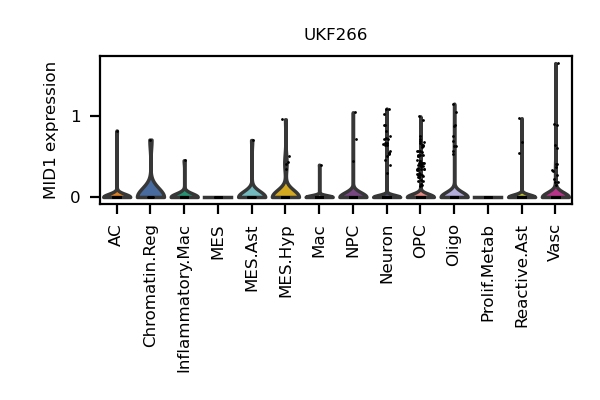 UKF266
MID1 expression
1
0
AC
Chromatin.Reg
Inflammatory.Mac
MES
MES.Ast
MES.Hyp
Mac
NPC
Neuron
OPC
Oligo
Prolif.Metab
Reactive.Ast
Vasc